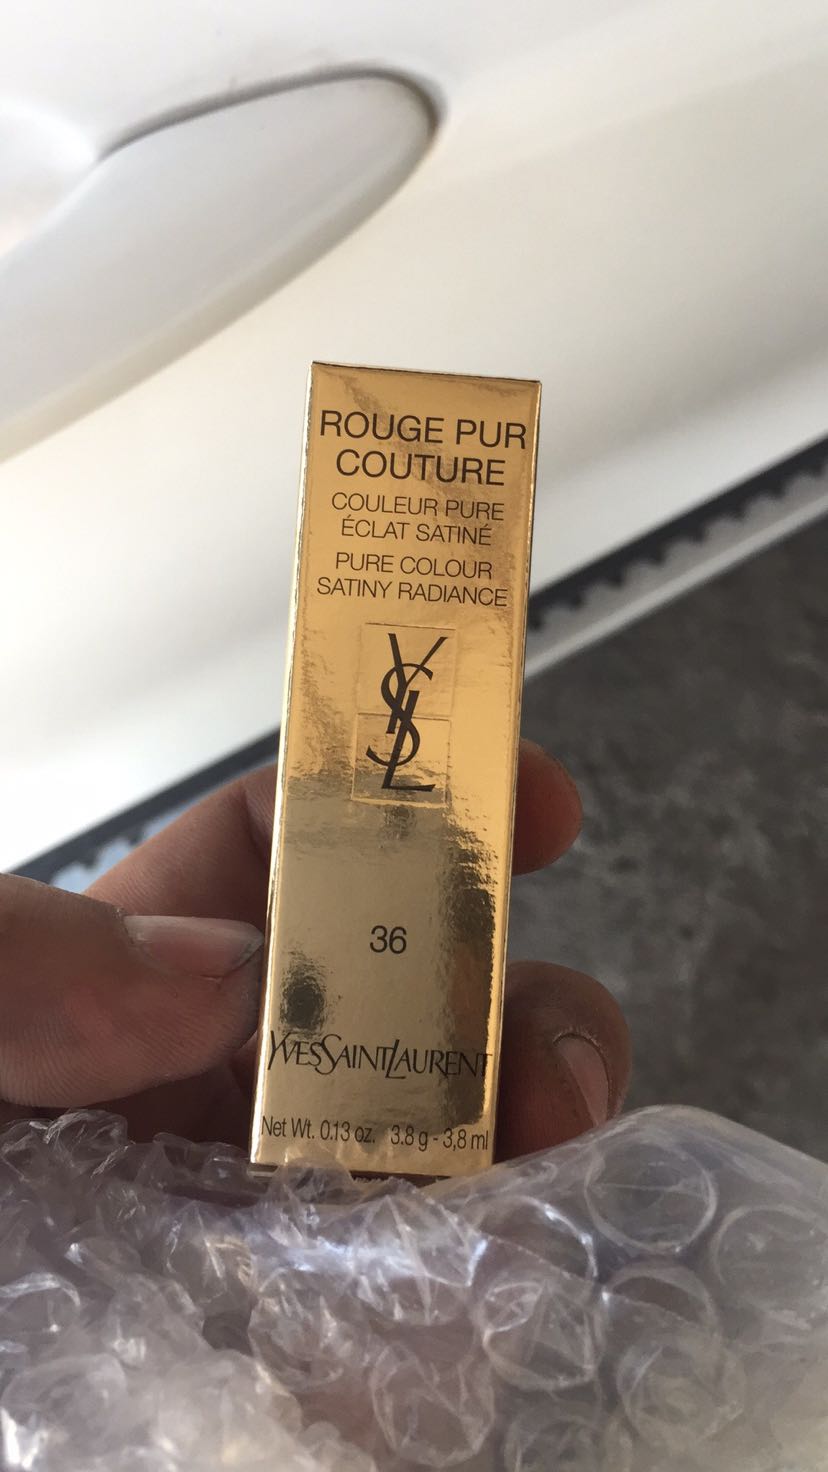 ROUGE PUR
COUTURE
COULEUR PURE
ÉCLAT SATINÉ
PURE COLOUR
SATINY RADIANCE
YSL
36
YVESSAINTLAURENT
Net Wt. 0.13 oz. 3.8 g - 3,8 ml